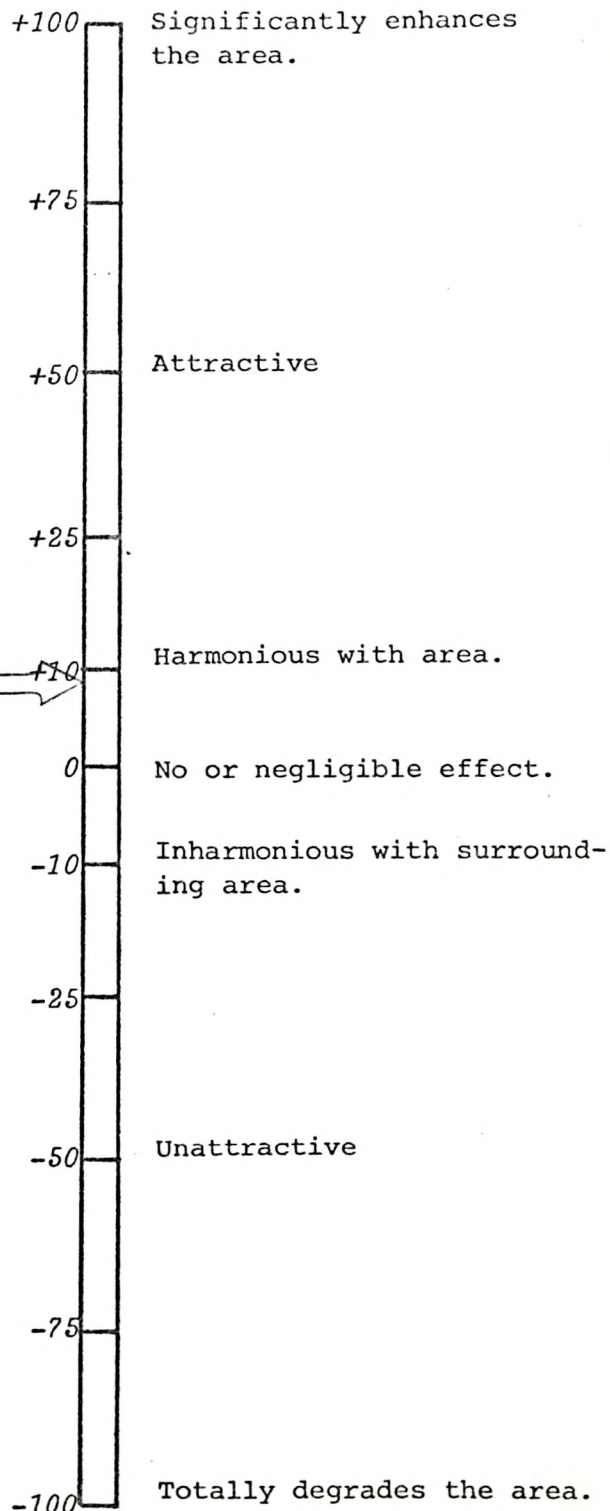 +100 Significantly enhances
the area.
+75
+50 Attractive
+25
+10 Harmonious with area.
0 No or negligible effect.
-10 Inharmonious with surround-
ing area.
-25
-50 Unattractive
-75
-100 Totally degrades the area.